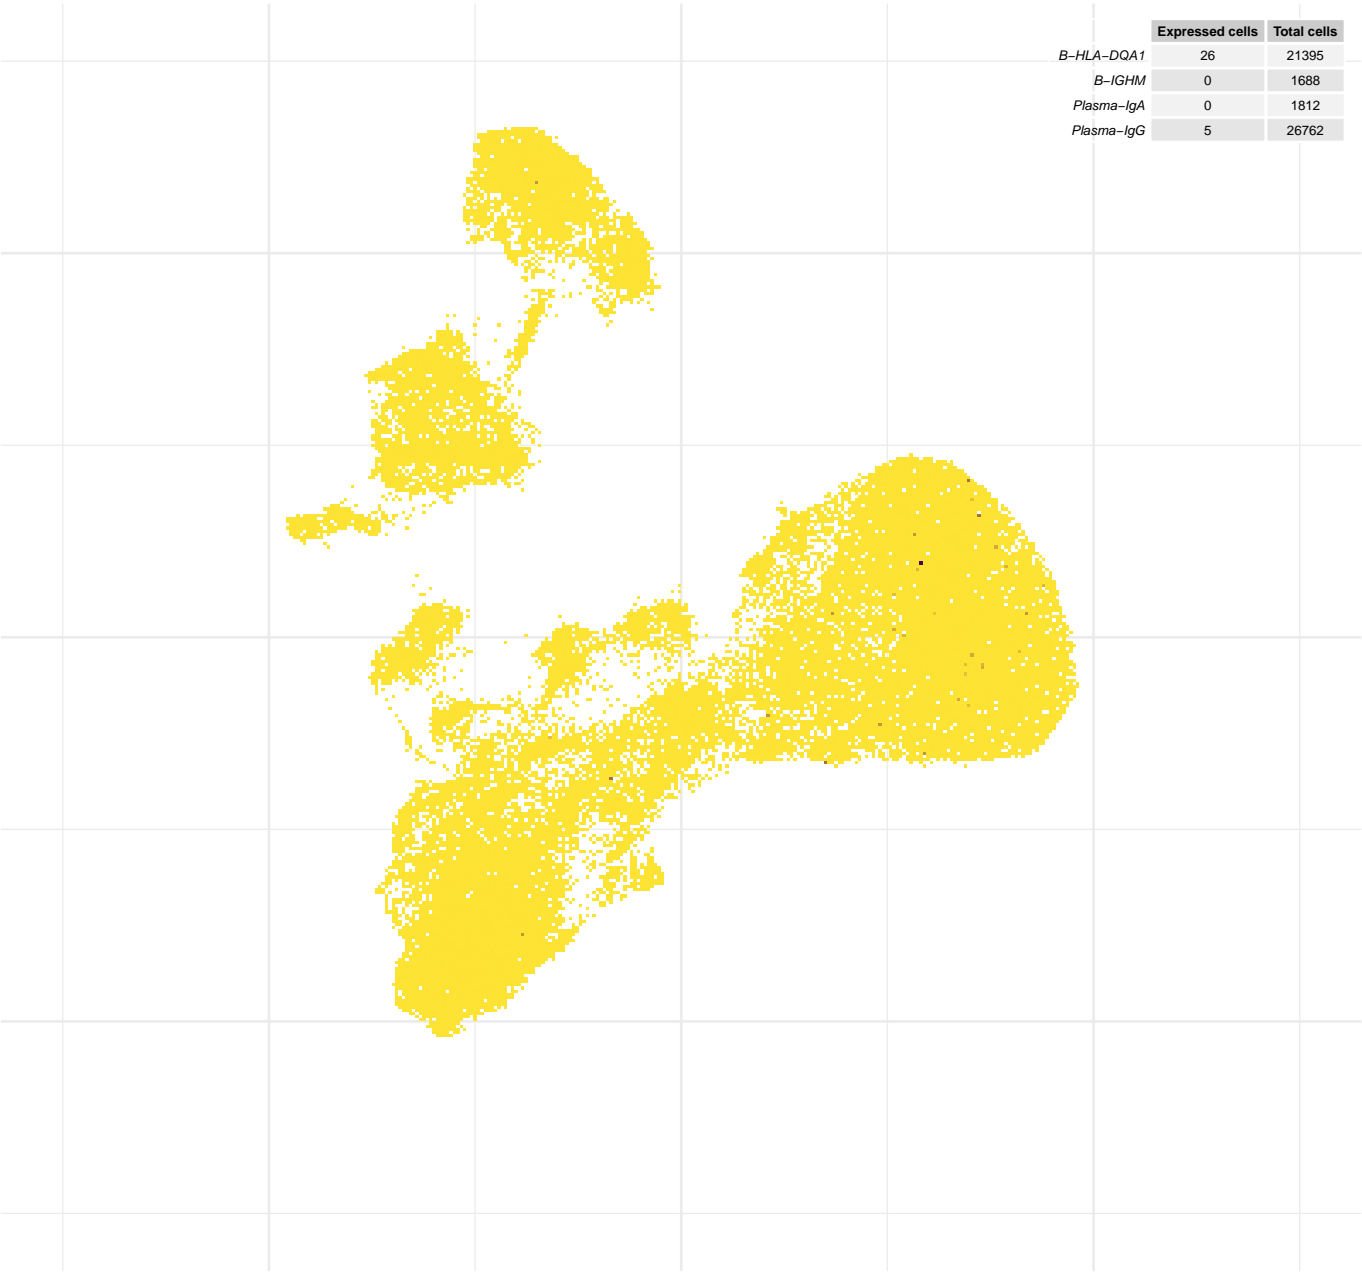 Expressed cells Total cells
B−HLA−DQA1 26 21395
B−IGHM 0 1688
Plasma−IgA 0 1812
Plasma−IgG 5 26762